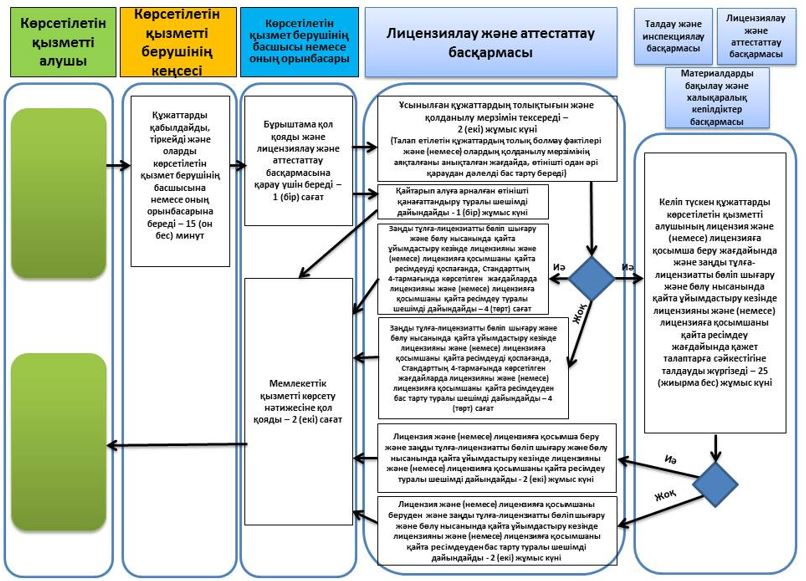 Көрсетілетін
қызметті
алушы
Көрсетілетін
қызметті
берушінің
кеңсесі
Көрсетілетін
қызмет берушінің
басшысы немесе
оның орынбасары
Лицензиялау және аттестаттау
басқармасы
Талдау және
инспекциялау
басқармасы
Лицензиялау
және
аттестаттау
басқармасы
Материалдарды
бақылау және
халықаралық
кепілдіктер
басқармасы
Құжаттарды
қабылдайды,
тіркейді және
оларды
көрсетілетін
қызмет берушінің
басшысына
немесе оның
орынбасарына
береді – 15 (он
бес) минут
Бұрыштама қол
қояды және
лицензиялау және
аттестаттау
басқармасына
қарау үшін береді –
1 (бір) сағат
Мемлекеттік
қызметті көрсету
нәтижесіне қол
қояды – 2 (екі) сағат
Ұсынылған құжаттардың толықтығын және
қолданылу мерзімін тексереді –
2 (екі) жұмыс күні
(Талап етілетін құжаттардың толық болмау фактілері
және (немесе) олардың қолданылу мерзімінің
аяқталғаны анықталған жағдайда, өтінішті одан әрі
қараудан дәлелді бас тарту береді)
Қайтарып алуға арналған өтінішті
қанағаттандыру туралы шешімді
дайындайды - 1 (бір) жұмыс күні
Заңды тұлға-лицензиатты бөліп шығару
және бөлу нысанында қайта
ұйымдастыру кезінде лицензияны және
(немесе) лицензияға қосымшаны қайта
ресімдеуді қоспағанда, Стандарттың
4-тармағында көрсетілген жағдайларда
лицензияны және (немесе) лицензияға
қосымшаны қайта ресімдеу туралы
шешімді дайындайды – 4 (төрт) сағат
Иә
Иә
Жоқ
Заңды тұлға-лицензиатты бөліп шығару және
бөлу нысанында қайта ұйымдастыру кезінде
лицензияны және (немесе) лицензияға
қосымшаны қайта ресімдеуді қоспағанда,
Стандарттың 4-тармағында көрсетілген
жағдайларда лицензияны және (немесе)
лицензияға қосымшаны қайта ресімдеуден
бас тарту туралы шешімді дайындайды – 4
(төрт) сағат
Лицензия және (немесе) лицензияға қосымша беру
және заңды тұлға-лицензиатты бөліп шығару және бөлу
нысанында қайта ұйымдастыру кезінде лицензияны
және (немесе) лицензияға қосымшаны қайта ресімдеу
туралы шешімді дайындайды - 2 (екі) жұмыс күні
Лицензия және (немесе) лицензияға қосымшаны
беруден және заңды тұлға-лицензиатты бөліп шығару
және бөлу нысанында қайта ұйымдастыру кезінде
лицензияны және (немесе) лицензияға қосымшаны
қайта ресімдеуден бас тарту туралы шешімді
дайындайды - 2 (екі) жұмыс күні
Келіп түскен құжаттарды
көрсетілетін қызметті
алушының лицензия және
(немесе) лицензияға
қосымша беру жағдайында
және заңды тұлға-
лицензиатты бөліп шығару
және бөлу нысанында
қайта ұйымдастыру кезінде
лицензияны және (немесе)
лицензияға қосымшаны
қайта ресімдеу
жағдайында қажет
талаптарға сәйкестігіне
талдауды жүргізеді – 25
(жиырма бес) жұмыс күні
Иә
Жоқ